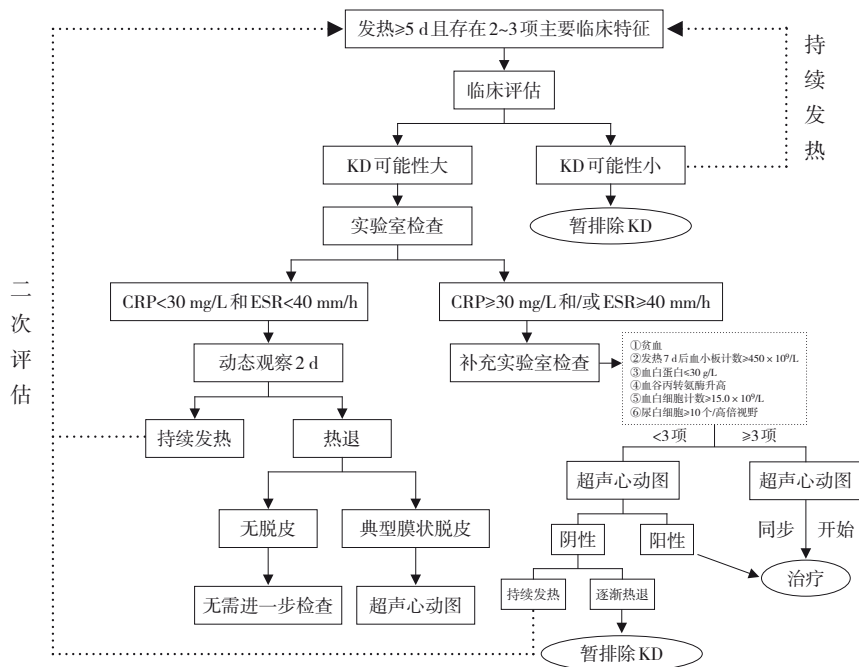 发热≥5 d 且存在2~3项主要临床特征
持续发热
临床评估
KD可能性大
KD可能性小
实验室检查
暂排除KD
二次评估
CRP<30 mg/L 和 ESR<40 mm/h
CRP≥30 mg/L 和/或 ESR≥40 mm/h
动态观察2 d
补充实验室检查
①贫血
②发热7 d后血小板计数≥450×10⁹/L
③血白蛋白≤30 g/L
④血谷丙转氨酶升高
⑤血白细胞计数≥15.0×10⁹/L
⑥尿白细胞≥10个/高倍视野
持续发热
热退
<3项
≥3项
超声心动图
超声心动图
无脱皮
典型膜状脱皮
阴性
阳性
同步
开始
无需进一步检查
超声心动图
持续发热
逐渐热退
治疗
暂排除KD